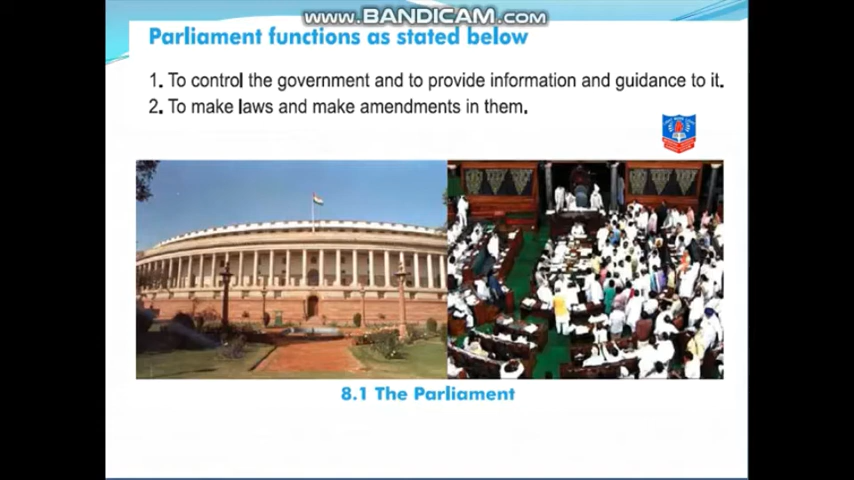 www.BANDICAM.com
Parliament functions as stated below
1. To control the government and to provide information and guidance to it.
2. To make laws and make amendments in them.
8.1 The Parliament